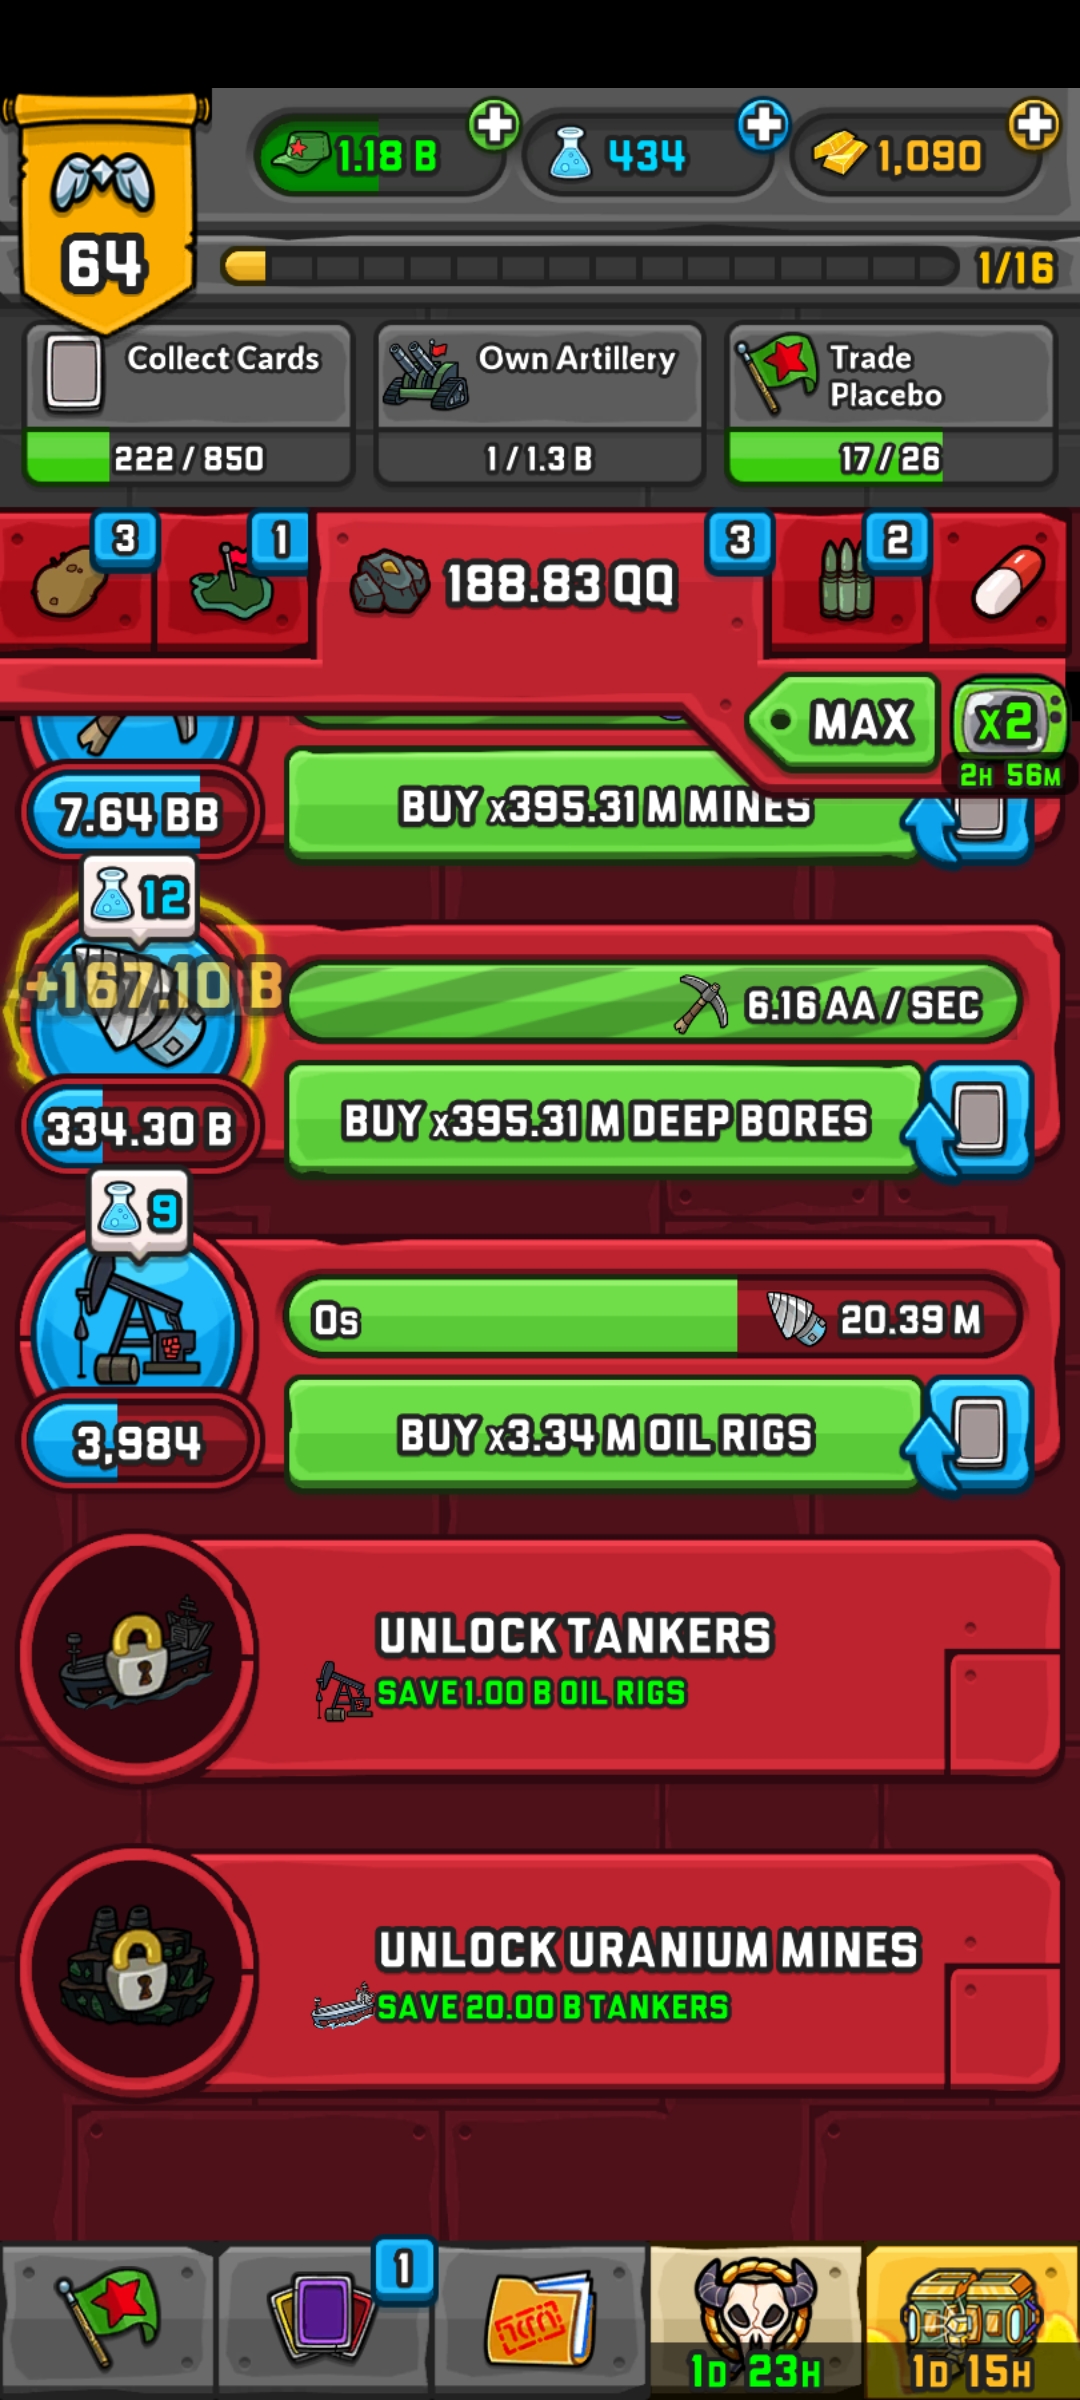 64
1.18 B
434
1,090
1/16
Collect Cards
222 / 850
Own Artillery
1 / 1.3 B
Trade
Placebo
17 / 26
3
1
188.83 QQ
3
2
MAX
x2
2H 56M
7.64 BB
BUY x395.31 M MINES
12
+167.10 B
6.16 AA / SEC
334.30 B
BUY x395.31 M DEEP BORES
9
0s
20.39 M
3,984
BUY x3.34 M OIL RIGS
UNLOCK TANKERS
SAVE 1.00 B OIL RIGS
UNLOCK URANIUM MINES
SAVE 20.00 B TANKERS
1
1D 23H
1D 15H